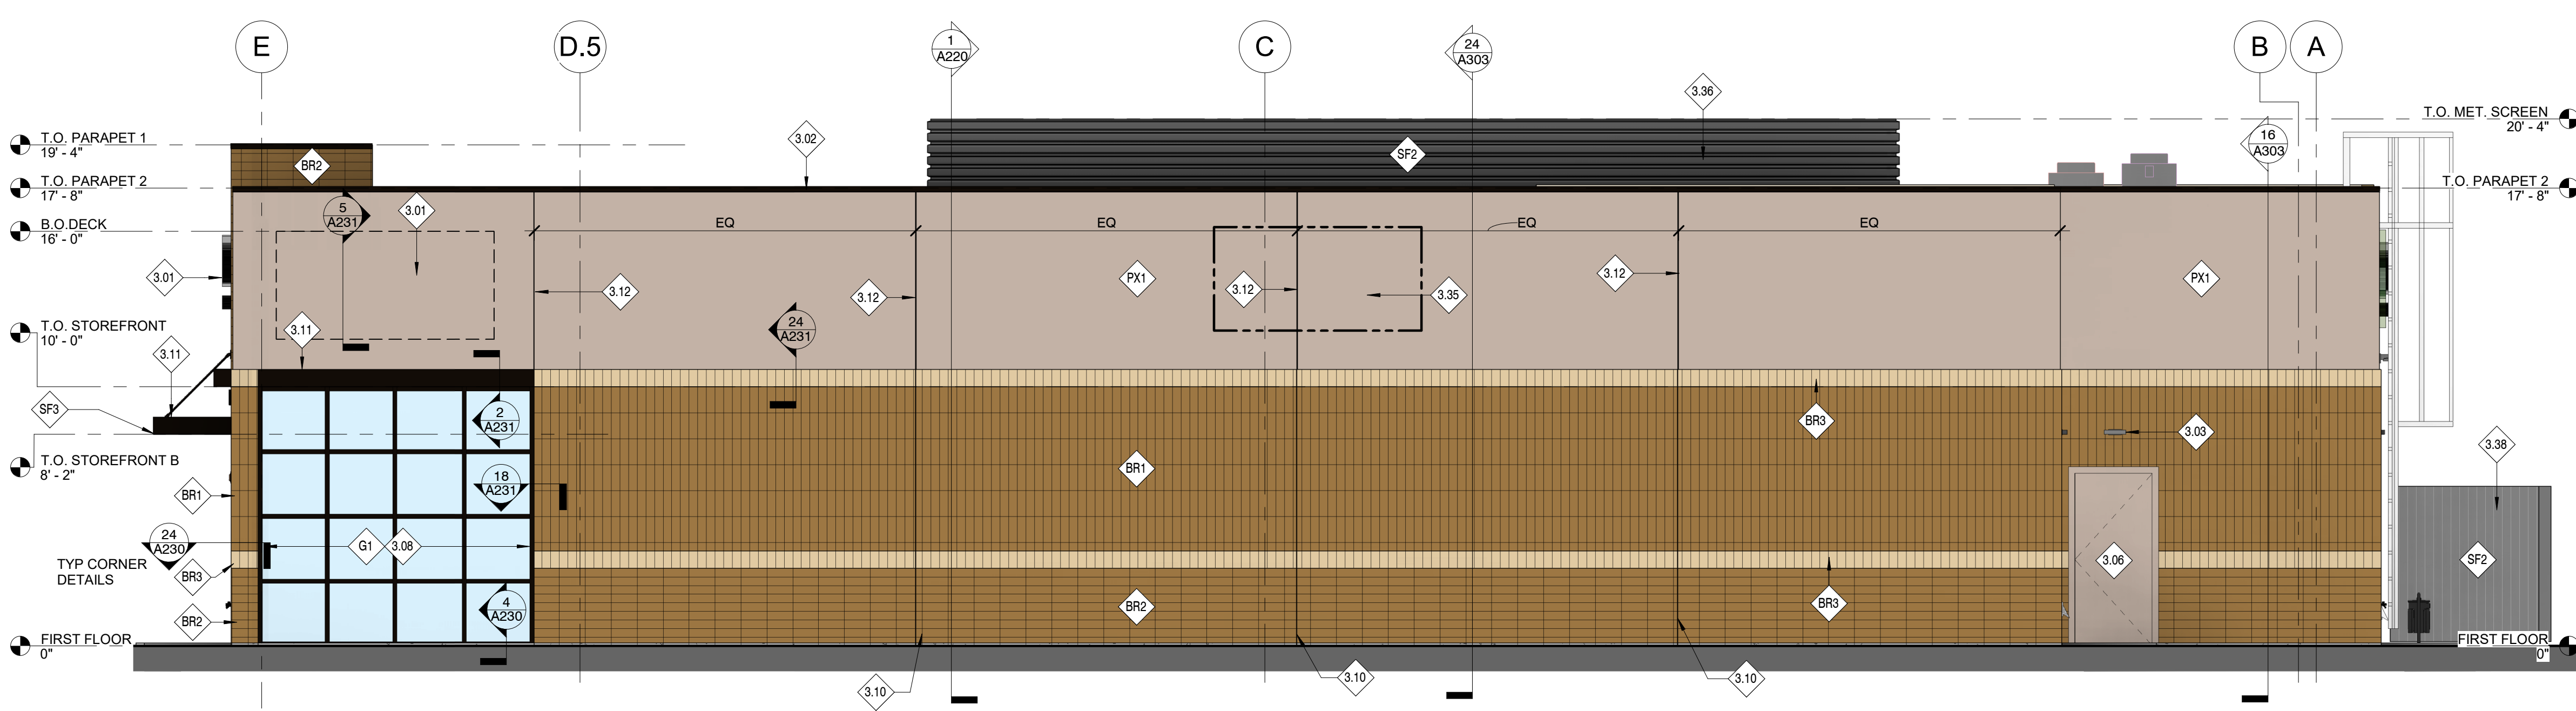 E
D.5
1
A220
C
24
A303
B
A
3.36
T.O. PARAPET 1
19' - 4"
3.02
T.O. MET. SCREEN
20' - 4"
16
A303
BR2
SF2
T.O. PARAPET 2
17' - 8"
T.O. PARAPET 2
17' - 8"
5
A231
3.01
B.O.DECK
16' - 0"
EQ
EQ
EQ
EQ
3.01
3.12
3.12
PX1
3.12
3.35
3.12
PX1
T.O. STOREFRONT
10' - 0"
3.11
24
A231
3.11
SF3
2
A231
BR3
3.03
3.38
T.O. STOREFRONT B
8' - 2"
BR1
18
A231
BR1
24
A230
G1
3.08
3.06
SF2
TYP CORNER
DETAILS
BR3
4
A230
BR2
BR3
BR2
FIRST FLOOR
0"
FIRST FLOOR
0"
3.10
3.10
3.10